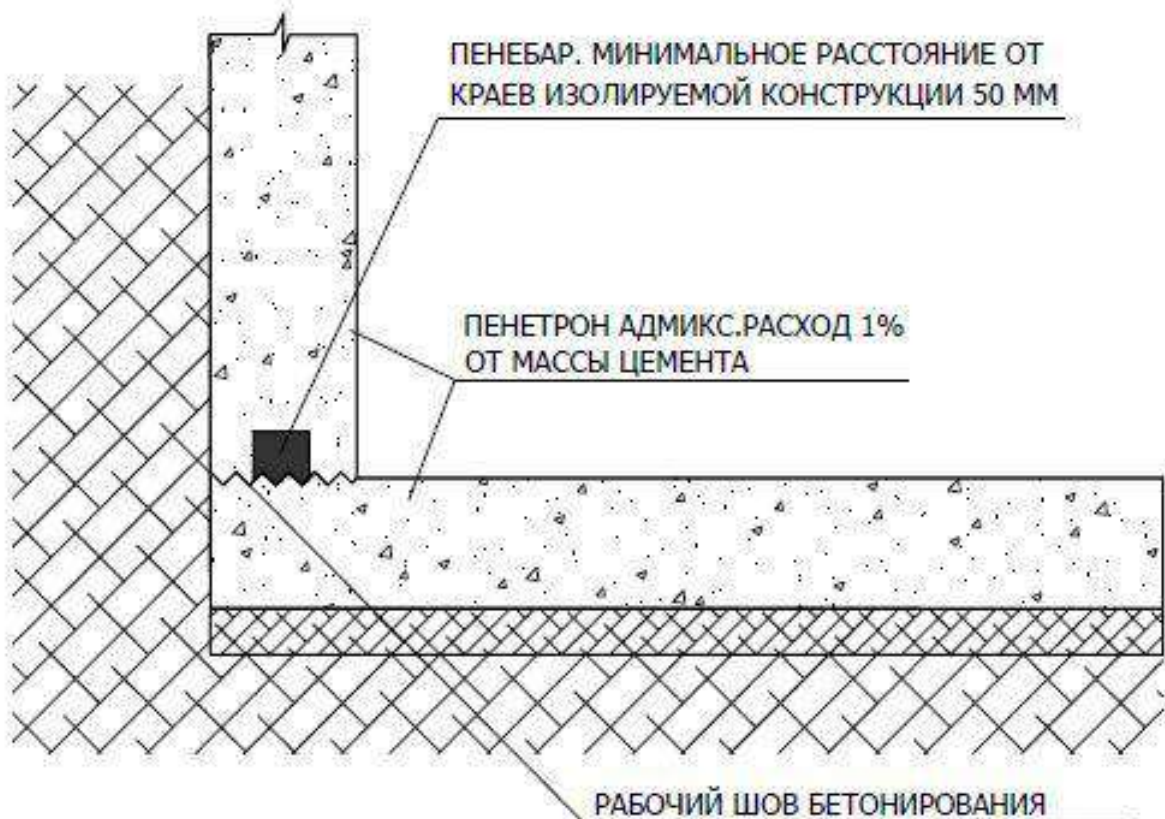 ПЕНЕБАР. МИНИМАЛЬНОЕ РАССТОЯНИЕ ОТ
КРАЕВ ИЗОЛИРУЕМОЙ КОНСТРУКЦИИ 50 ММ
ПЕНЕТРОН АДМИКС.РАСХОД 1%
ОТ МАССЫ ЦЕМЕНТА
РАБОЧИЙ ШОВ БЕТОНИРОВАНИЯ